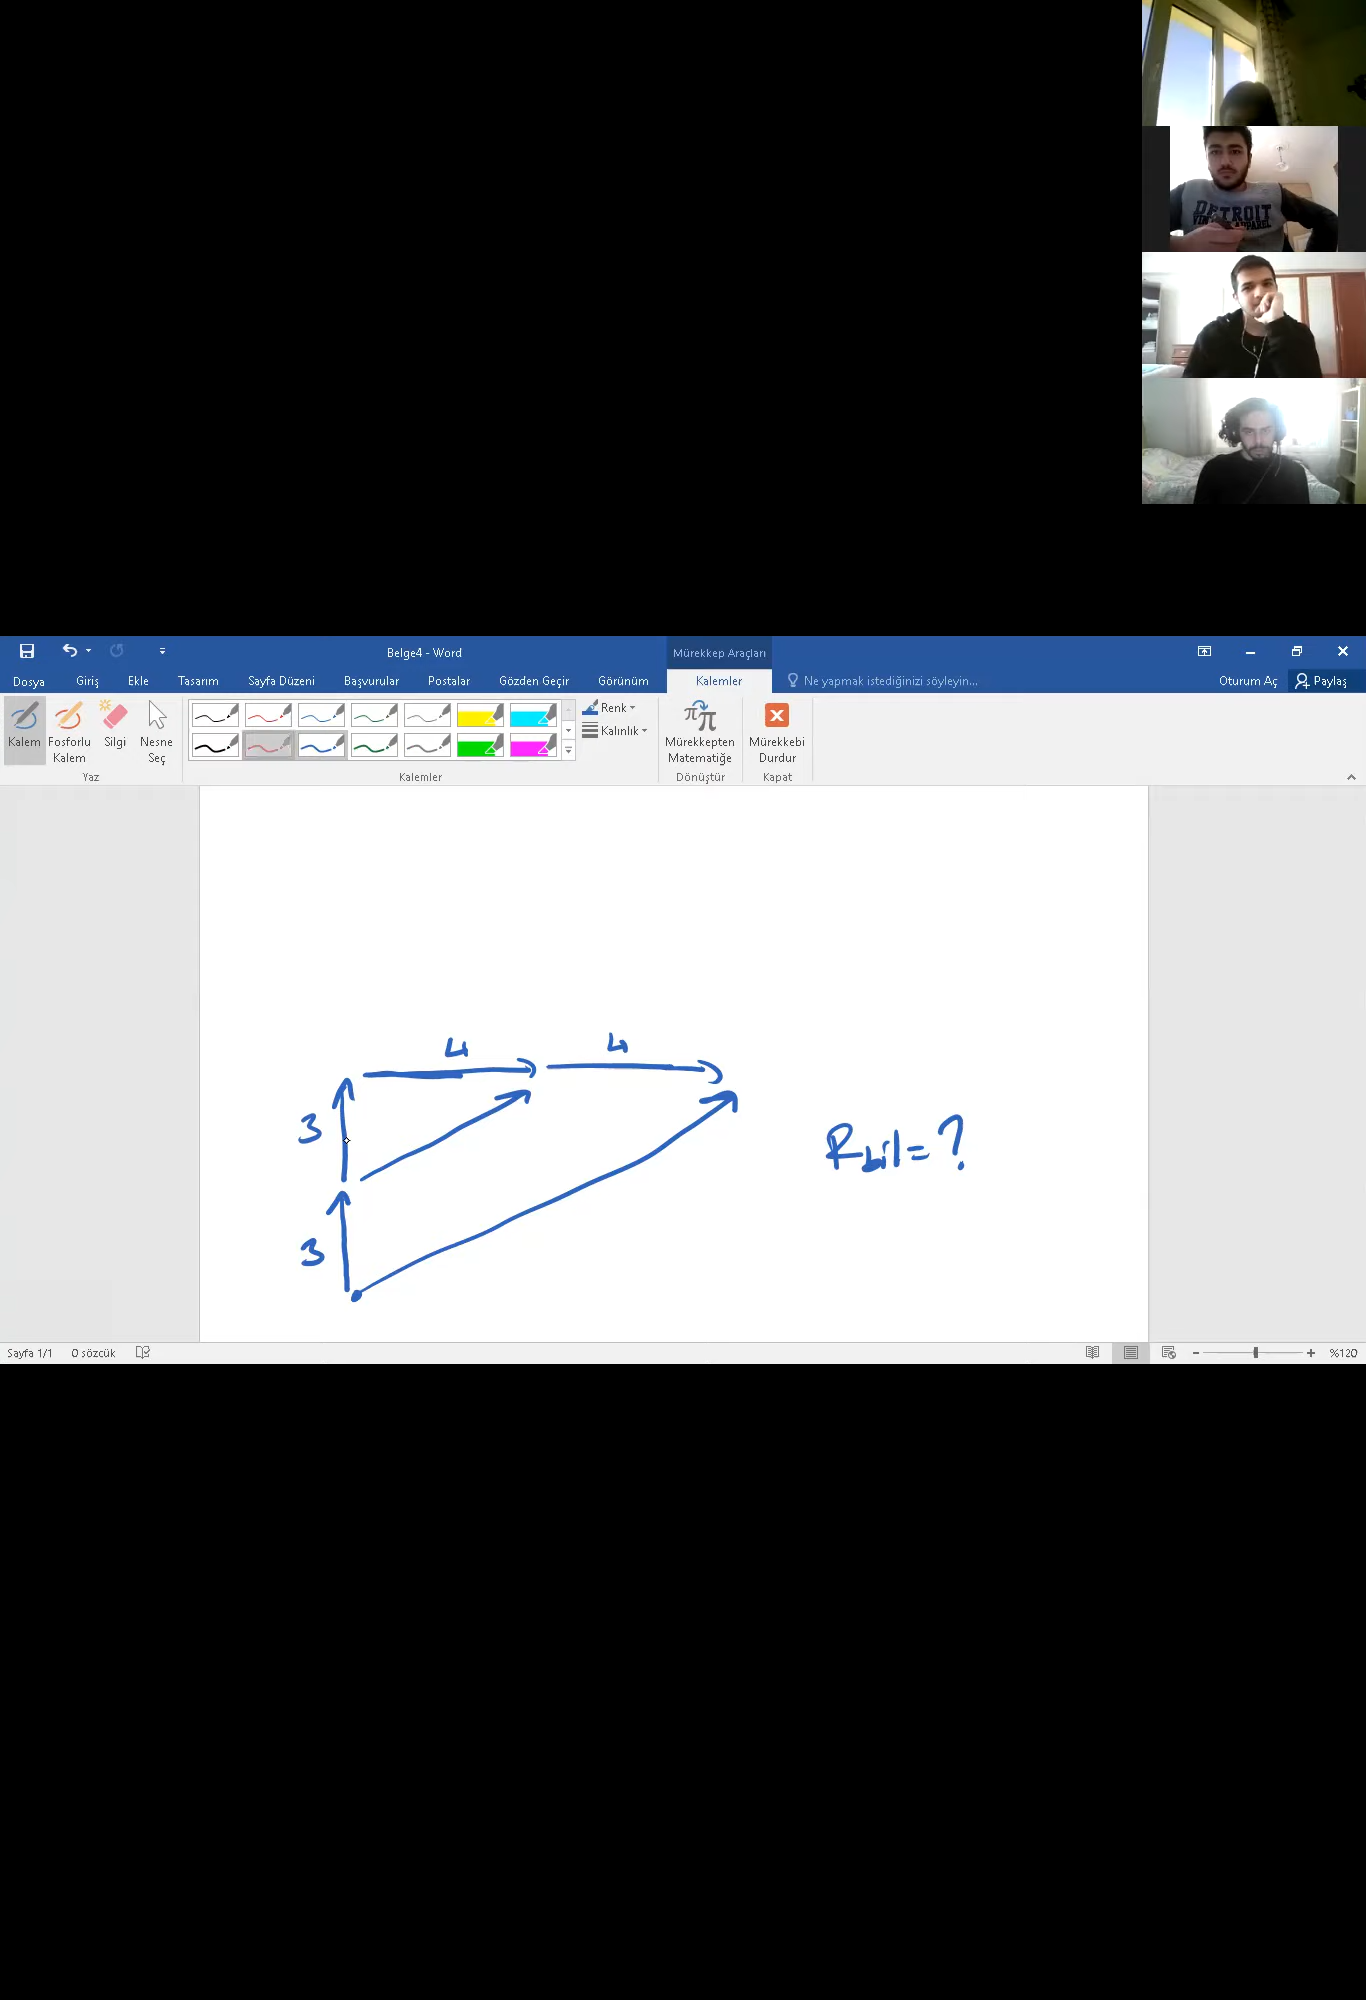 DETROIT
Belge4 - Word
Mürekkep Araçları
Dosya Giriş Ekle Tasarım Sayfa Düzeni Başvurular Postalar Gözden Geçir Görünüm Kalemler Ne yapmak istediğinizi söyleyin... Oturum Aç Paylaş
Kalem Fosforlu Kalem Silgi Nesne Seç
Renk
Kalınlık
Mürekkepten Matematiğe
Mürekkebi Durdur
Yaz Kalemler Dönüştür Kapat
4 4
3
Rbil=?
3
Sayfa 1/1 0 sözcük
- + %120